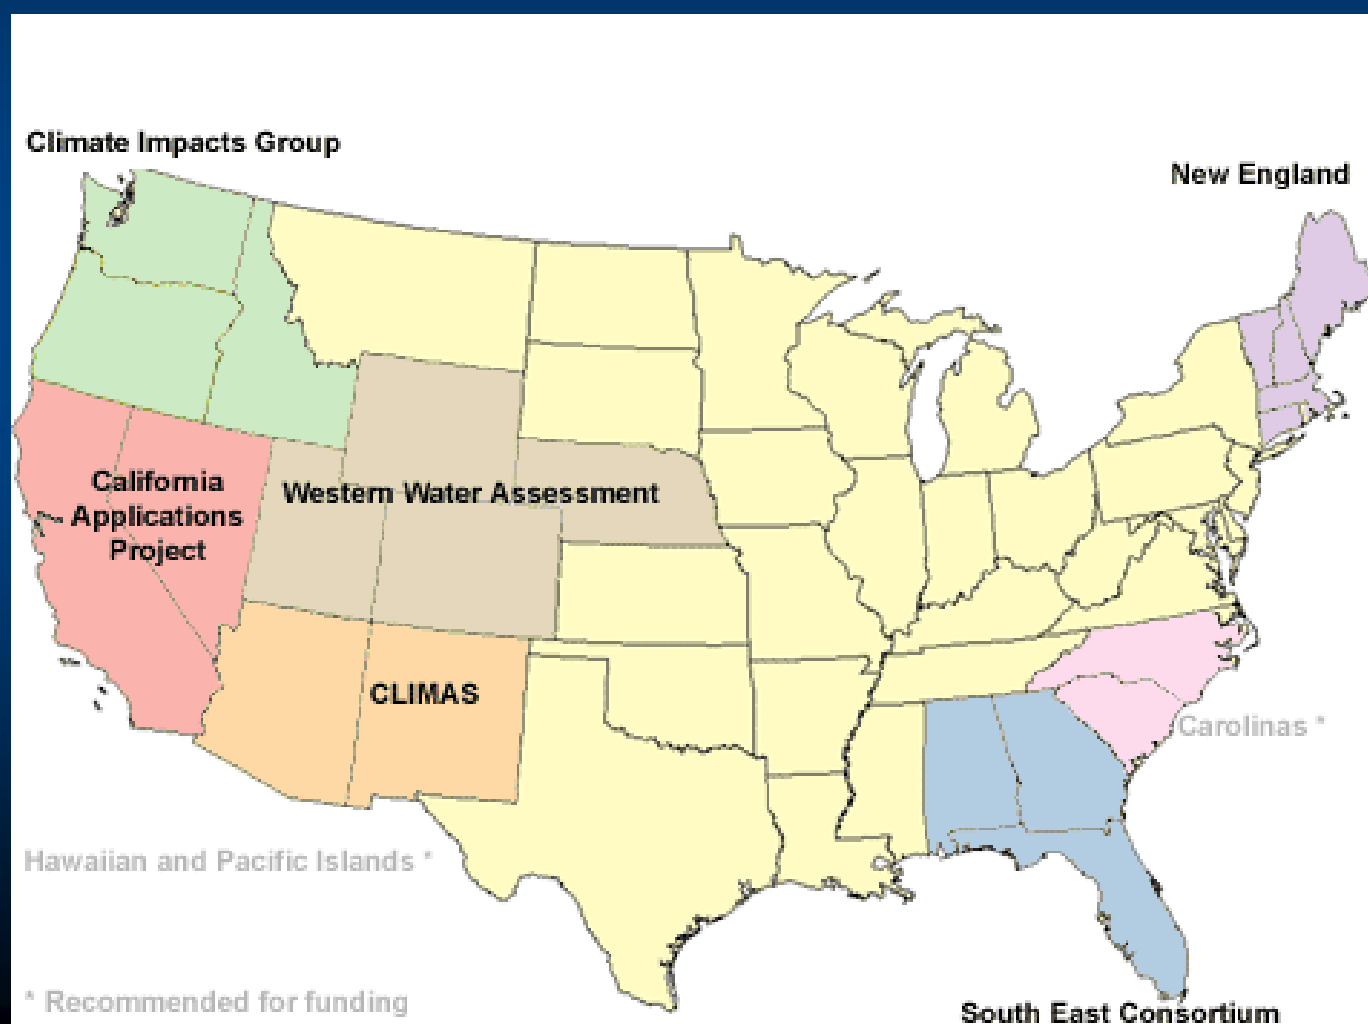 Climate Impacts Group
New England
California
Applications
Project
Western Water Assessment
CLIMAS
Carolinas *
Hawaiian and Pacific Islands *
* Recommended for funding
South East Consortium